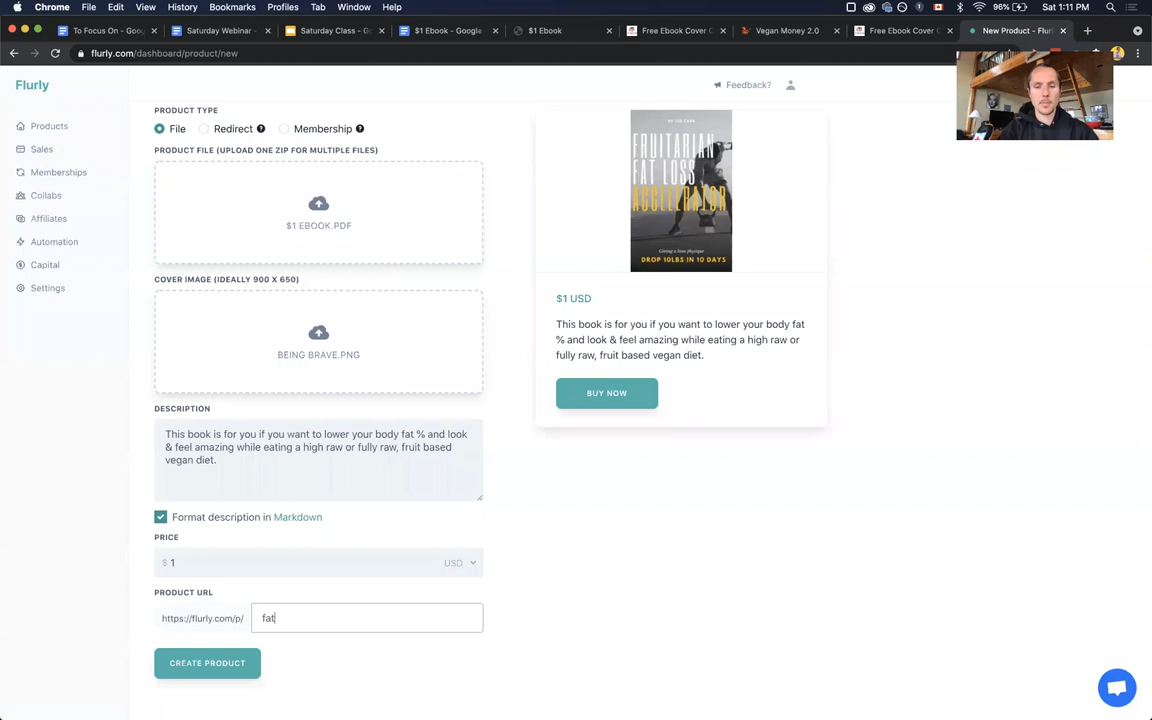 Chrome File Edit View History Bookmarks Profiles Tab Window Help 96% Sat 1:11 PM
To Focus On - Goog Saturday Webinar - Saturday Class - Go $1 Ebook - Google $1 Ebook Free Ebook Cover C Vegan Money 2.0 Free Ebook Cover C New Product - Flurl
flurly.com/dashboard/product/new
Flurly
Feedback?
Products
Sales
Memberships
Collabs
Affiliates
Automation
Capital
Settings
PRODUCT TYPE
File Redirect Membership
PRODUCT FILE (UPLOAD ONE ZIP FOR MULTIPLE FILES)
$1 EBOOK.PDF
COVER IMAGE (IDEALLY 900 X 650)
BEING BRAVE.PNG
DESCRIPTION
This book is for you if you want to lower your body fat % and look
& feel amazing while eating a high raw or fully raw, fruit based
vegan diet.
Format description in Markdown
PRICE
$ 1 USD
PRODUCT URL
https://flurly.com/p/ fat
CREATE PRODUCT
FRUITARIAN
FAT LOSS
ACCELERATOR
DROP 10LBS IN 10 DAYS
$1 USD
This book is for you if you want to lower your body fat
% and look & feel amazing while eating a high raw or
fully raw, fruit based vegan diet.
BUY NOW